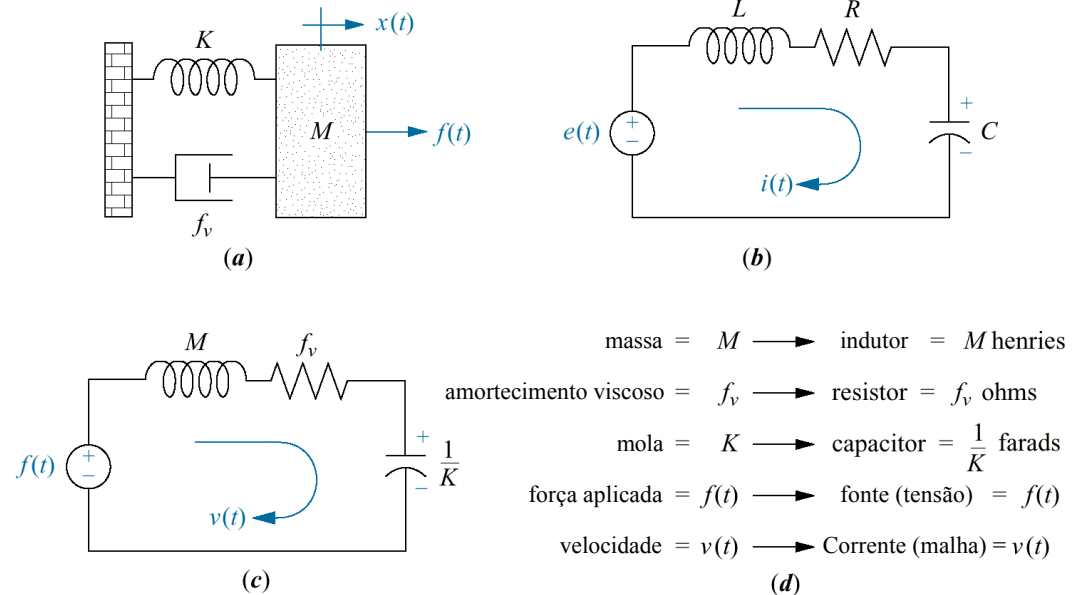 x(t)
K
M
f(t)
f_v
(a)
L
R
e(t)
+
−
i(t)
+
−
C
(b)
M
f_v
f(t)
+
−
v(t)
+
−
1/K
(c)
massa = M → indutor = M henries
amortecimento viscoso = f_v → resistor = f_v ohms
mola = K → capacitor = 1/K farads
força aplicada = f(t) → fonte (tensão) = f(t)
velocidade = v(t) → Corrente (malha) = v(t)
(d)